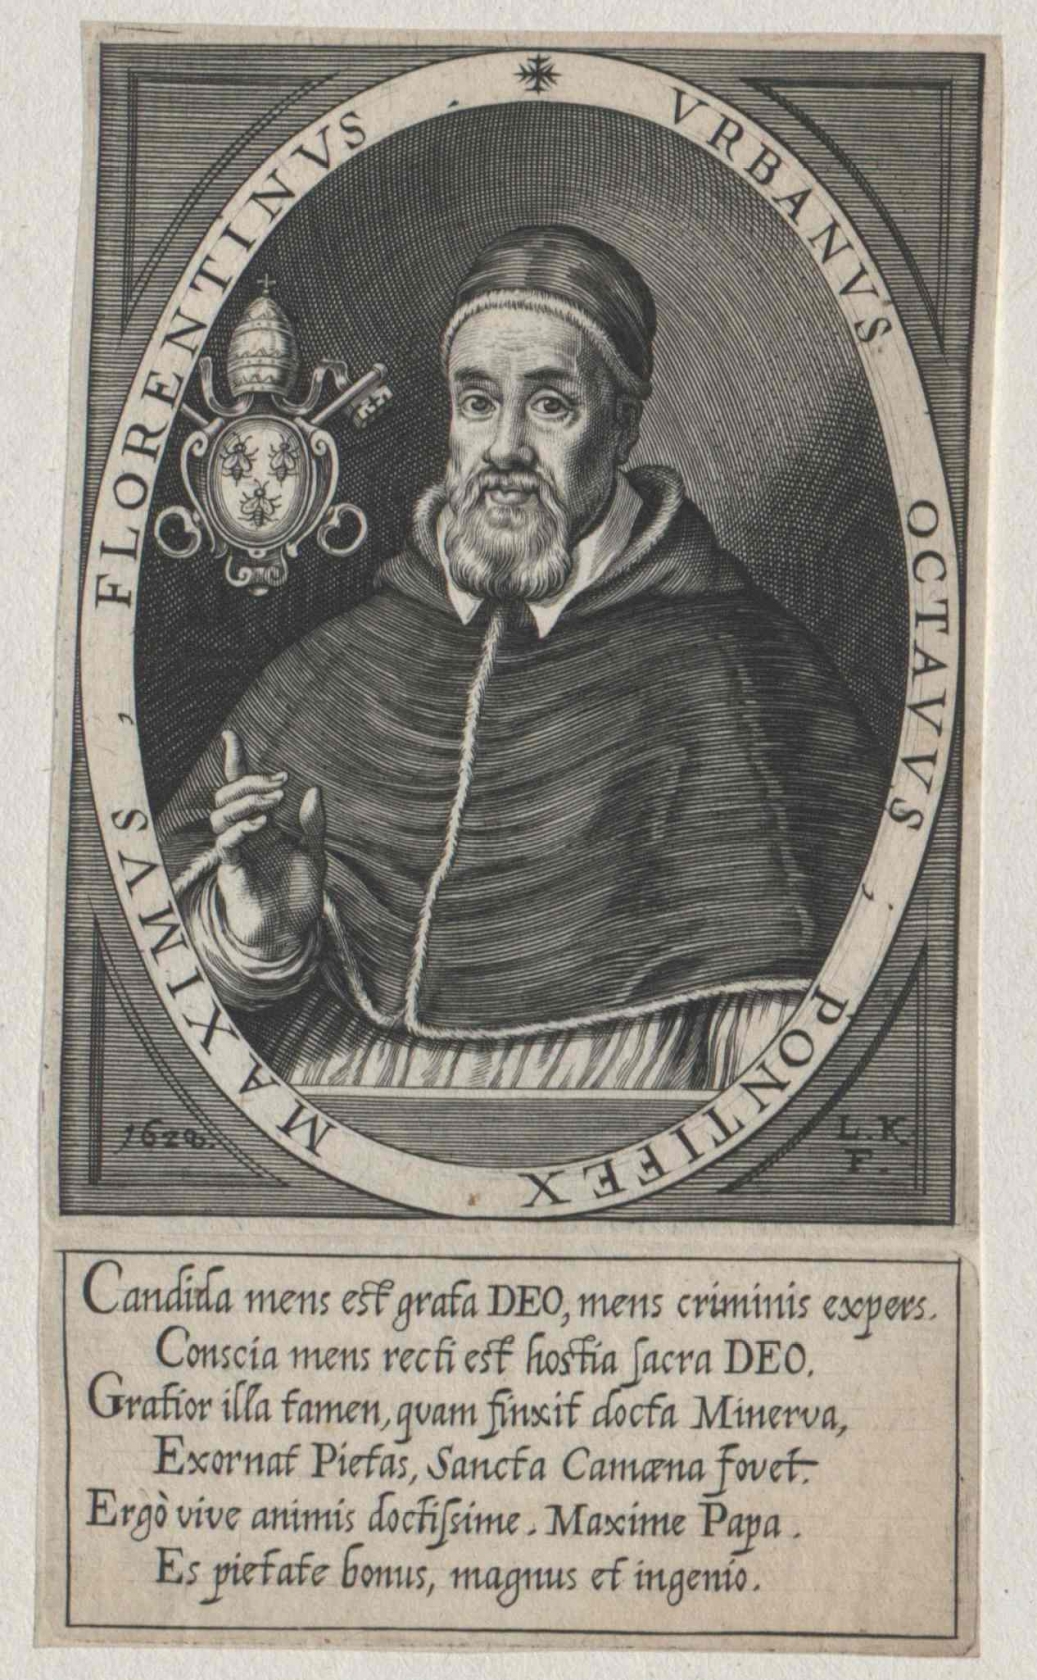 VRBANVS OCTAVVS, PONTIFEX MAXIMVS, FLORENTINVS
1628.
L.K.
F.
Candida mens est grata DEO, mens criminis expers.
Conscia mens recti est hostia sacra DEO.
Gratior illa tamen, quam finxit docta Minerva,
Exornat Pietas, Sancta Camæna fovet.
Ergò vive animis doctissime. Maxime Papa.
Es pietate bonus, magnus et ingenio.